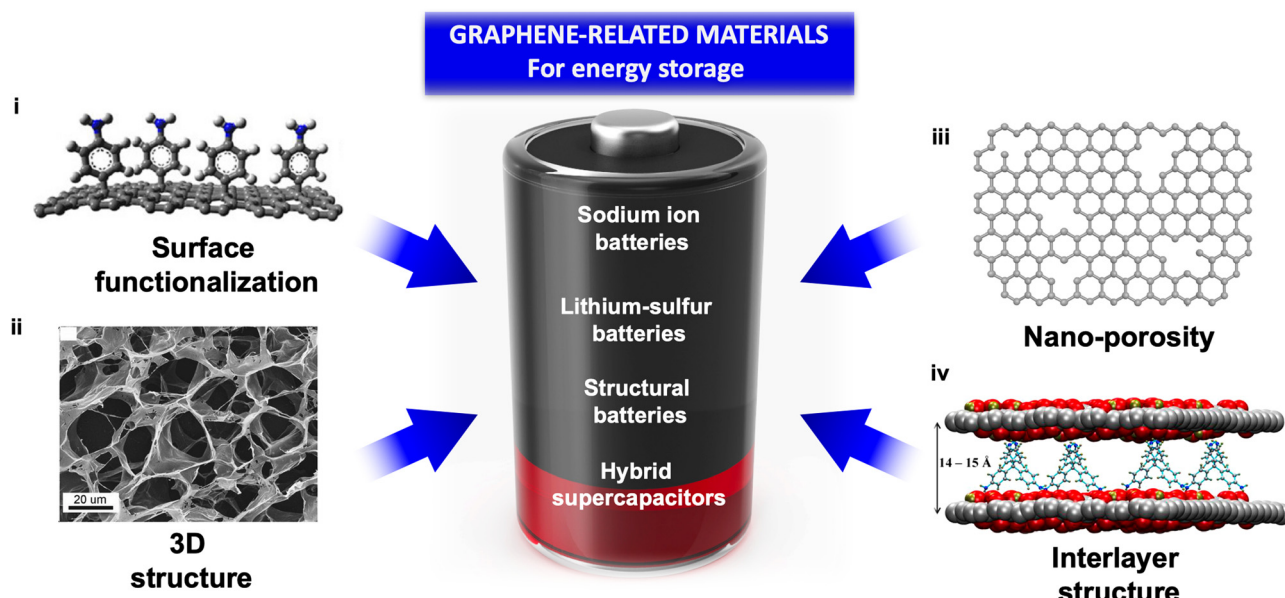 GRAPHENE-RELATED MATERIALS
For energy storage
i
Surface
functionalization
ii
20 um
3D
structure
Sodium ion
batteries
Lithium-sulfur
batteries
Structural
batteries
Hybrid
supercapacitors
iii
Nano-porosity
iv
14 – 15 Å
Interlayer
structure